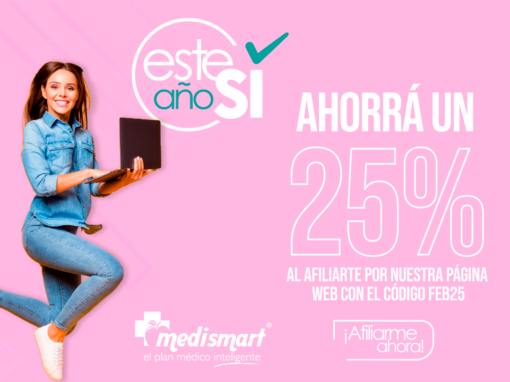 este
año SÍ
AHORRÁ UN
25%
AL AFILIARTE POR NUESTRA PÁGINA
WEB CON EL CÓDIGO FEB25
medismart
el plan médico inteligente
¡Afiliarme
ahora!